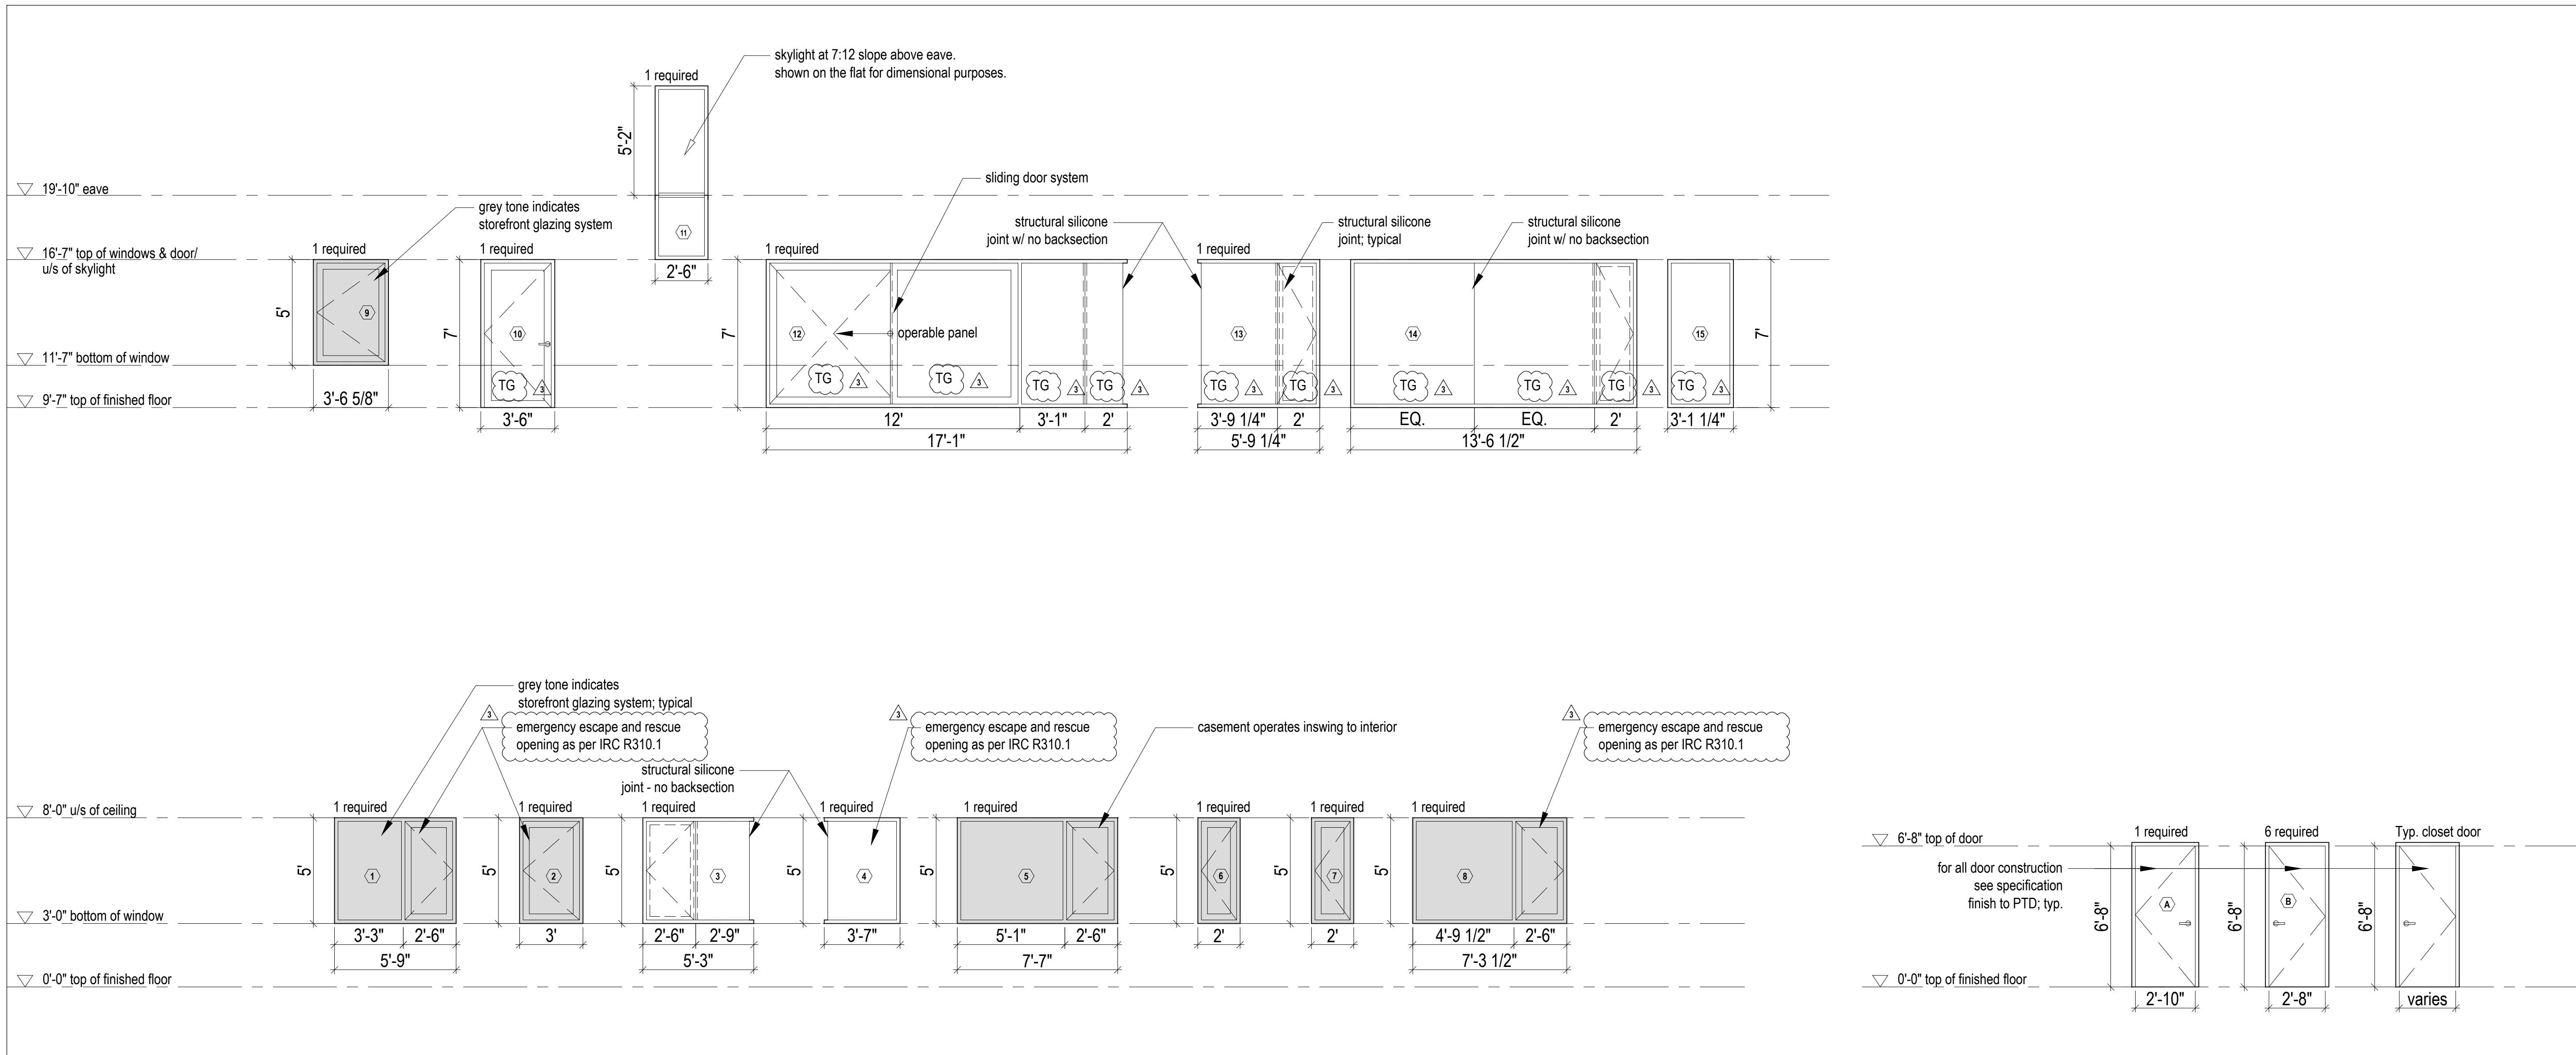 skylight at 7:12 slope above eave.
shown on the flat for dimensional purposes.
1 required
5'-2"
19'-10" eave
sliding door system
grey tone indicates
storefront glazing system
structural silicone
joint w/ no backsection
structural silicone
joint; typical
structural silicone
joint w/ no backsection
16'-7" top of windows & door/
u/s of skylight
1 required
1 required
11
2'-6"
1 required
1 required
5'
9
7'
10
7'
12
operable panel
13
14
15
7'
11'-7" bottom of window
TG
3
TG
3
TG
3
TG
3
TG
3
TG
3
TG
3
TG
3
TG
3
TG
3
TG
3
9'-7" top of finished floor
3'-6 5/8"
3'-6"
12'
3'-1"
2'
17'-1"
3'-9 1/4"
2'
5'-9 1/4"
EQ.
EQ.
2'
13'-6 1/2"
3'-1 1/4"
grey tone indicates
storefront glazing system; typical
3
emergency escape and rescue
opening as per IRC R310.1
3
emergency escape and rescue
opening as per IRC R310.1
casement operates inswing to interior
3
emergency escape and rescue
opening as per IRC R310.1
structural silicone
joint - no backsection
8'-0" u/s of ceiling
1 required
1 required
1 required
1 required
1 required
1 required
1 required
1 required
5'
1
5'
2
5'
3
5'
4
5'
5
5'
6
5'
7
5'
8
3'-0" bottom of window
3'-3"
2'-6"
5'-9"
3'
2'-6"
2'-9"
5'-3"
3'-7"
5'-1"
2'-6"
7'-7"
2'
2'
4'-9 1/2"
2'-6"
7'-3 1/2"
0'-0" top of finished floor
6'-8" top of door
1 required
6 required
Typ. closet door
for all door construction
see specification
finish to PTD; typ.
6'-8"
A
6'-8"
B
6'-8"
0'-0" top of finished floor
2'-10"
2'-8"
varies